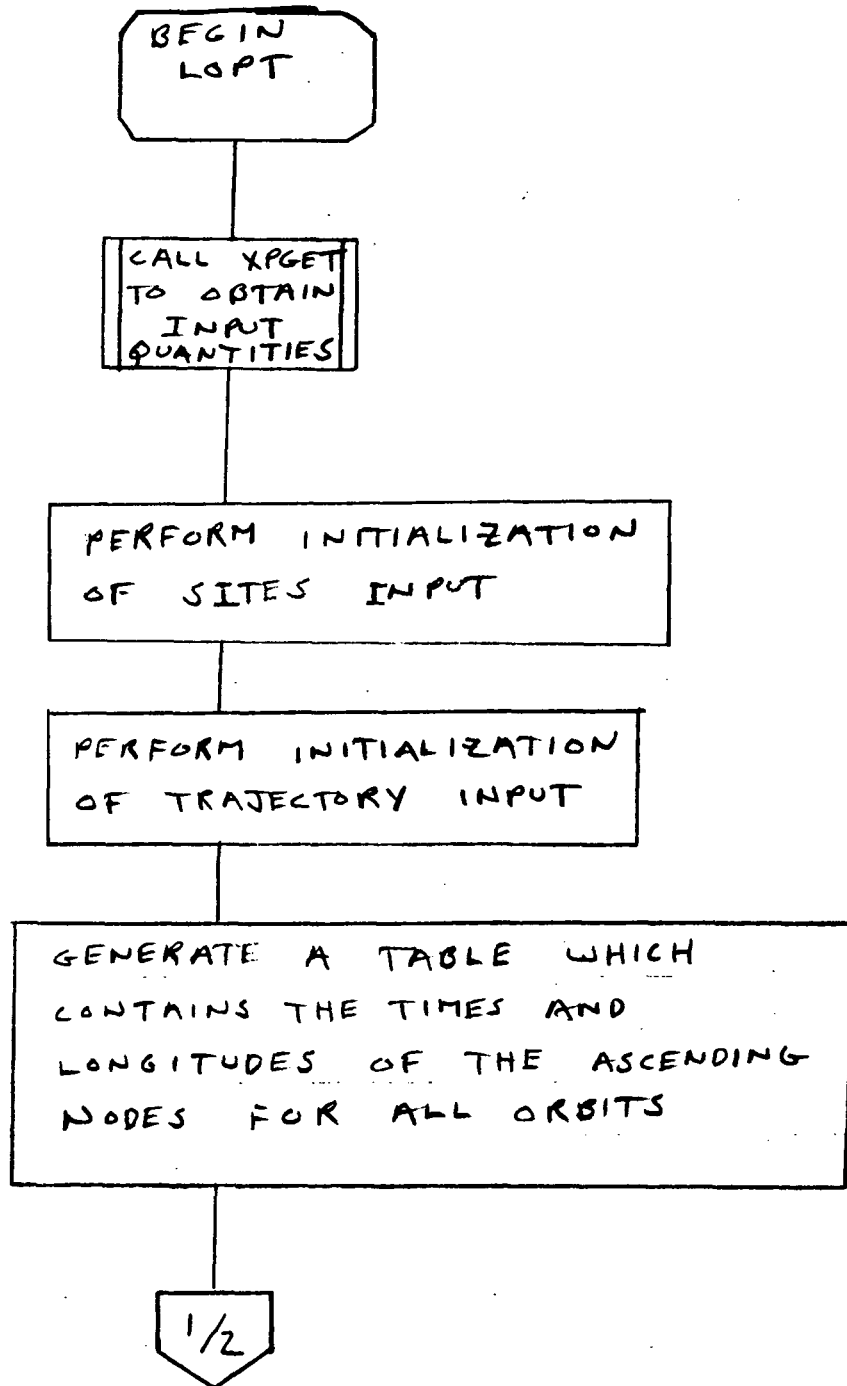 BEGIN
LOPT
CALL XPGET
TO OBTAIN
INPUT
QUANTITIES
PERFORM INITIALIZATION
OF SITES INPUT
PERFORM INITIALIZATION
OF TRAJECTORY INPUT
GENERATE A TABLE WHICH
CONTAINS THE TIMES AND
LONGITUDES OF THE ASCENDING
NODES FOR ALL ORBITS
1/2